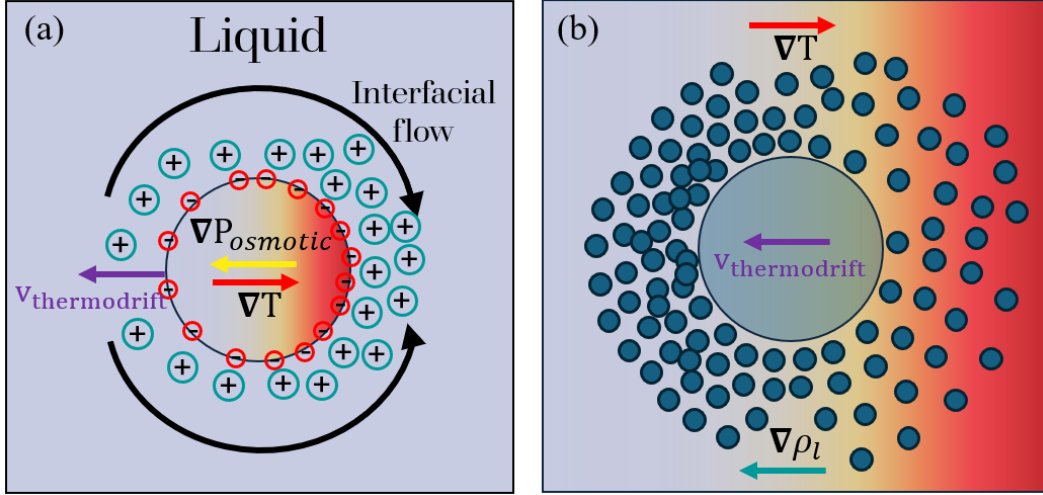 (a)
Liquid
Interfacial
flow
∇P_osmotic
∇T
v_thermodrift
(b)
∇T
v_thermodrift
∇ρ_l